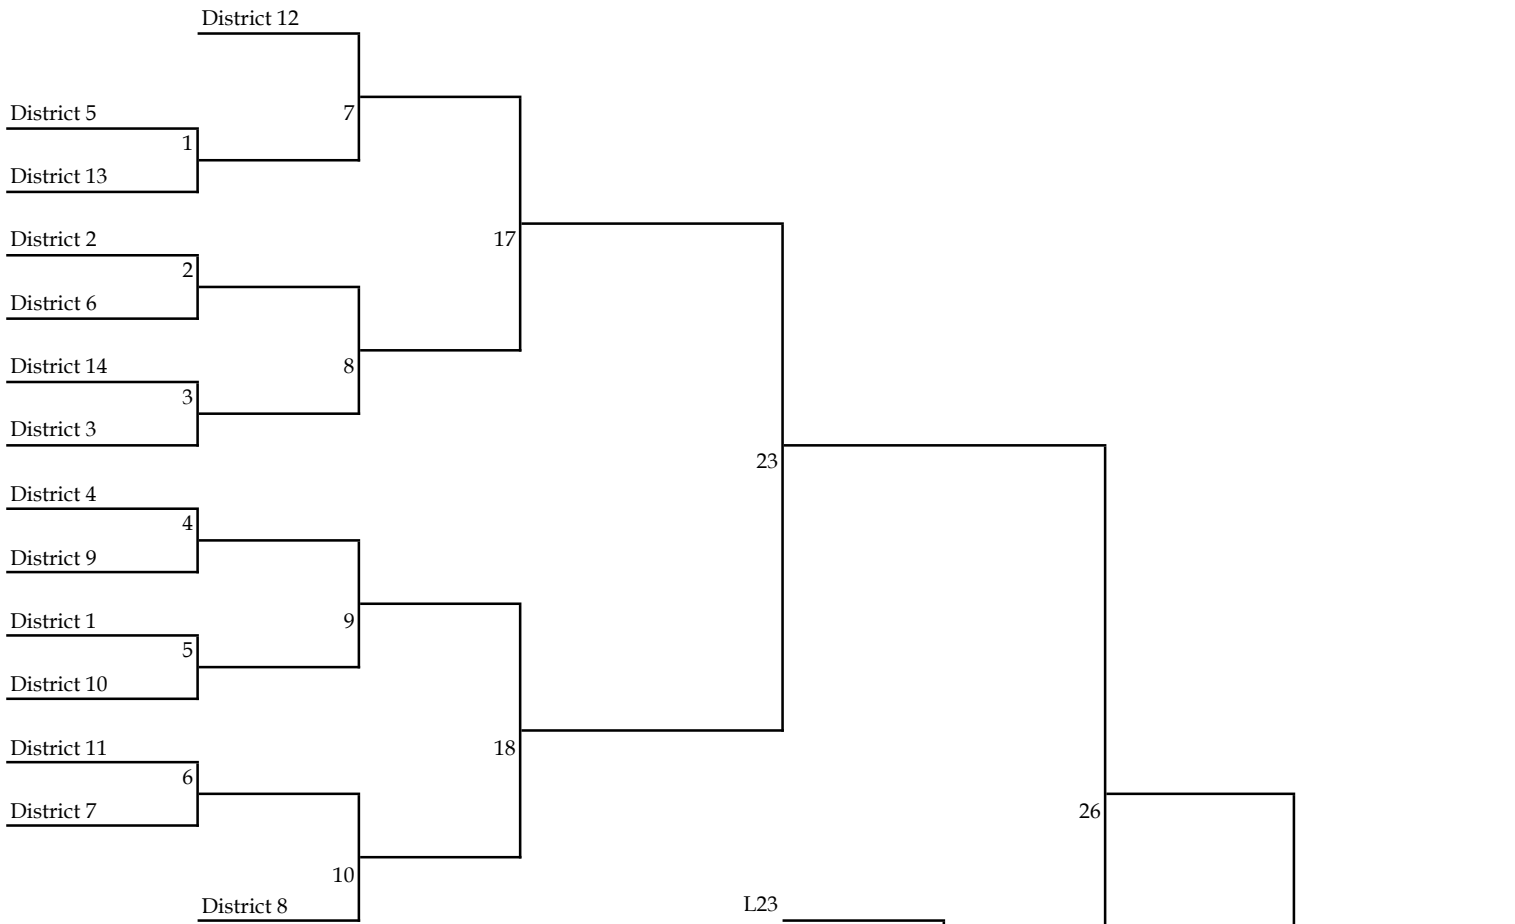 District 12
7
District 5
1
District 13
District 2
17
2
District 6
District 14
8
3
District 3
23
District 4
4
District 9
District 1
9
5
District 10
District 11
18
6
District 7
26
10
District 8
L23